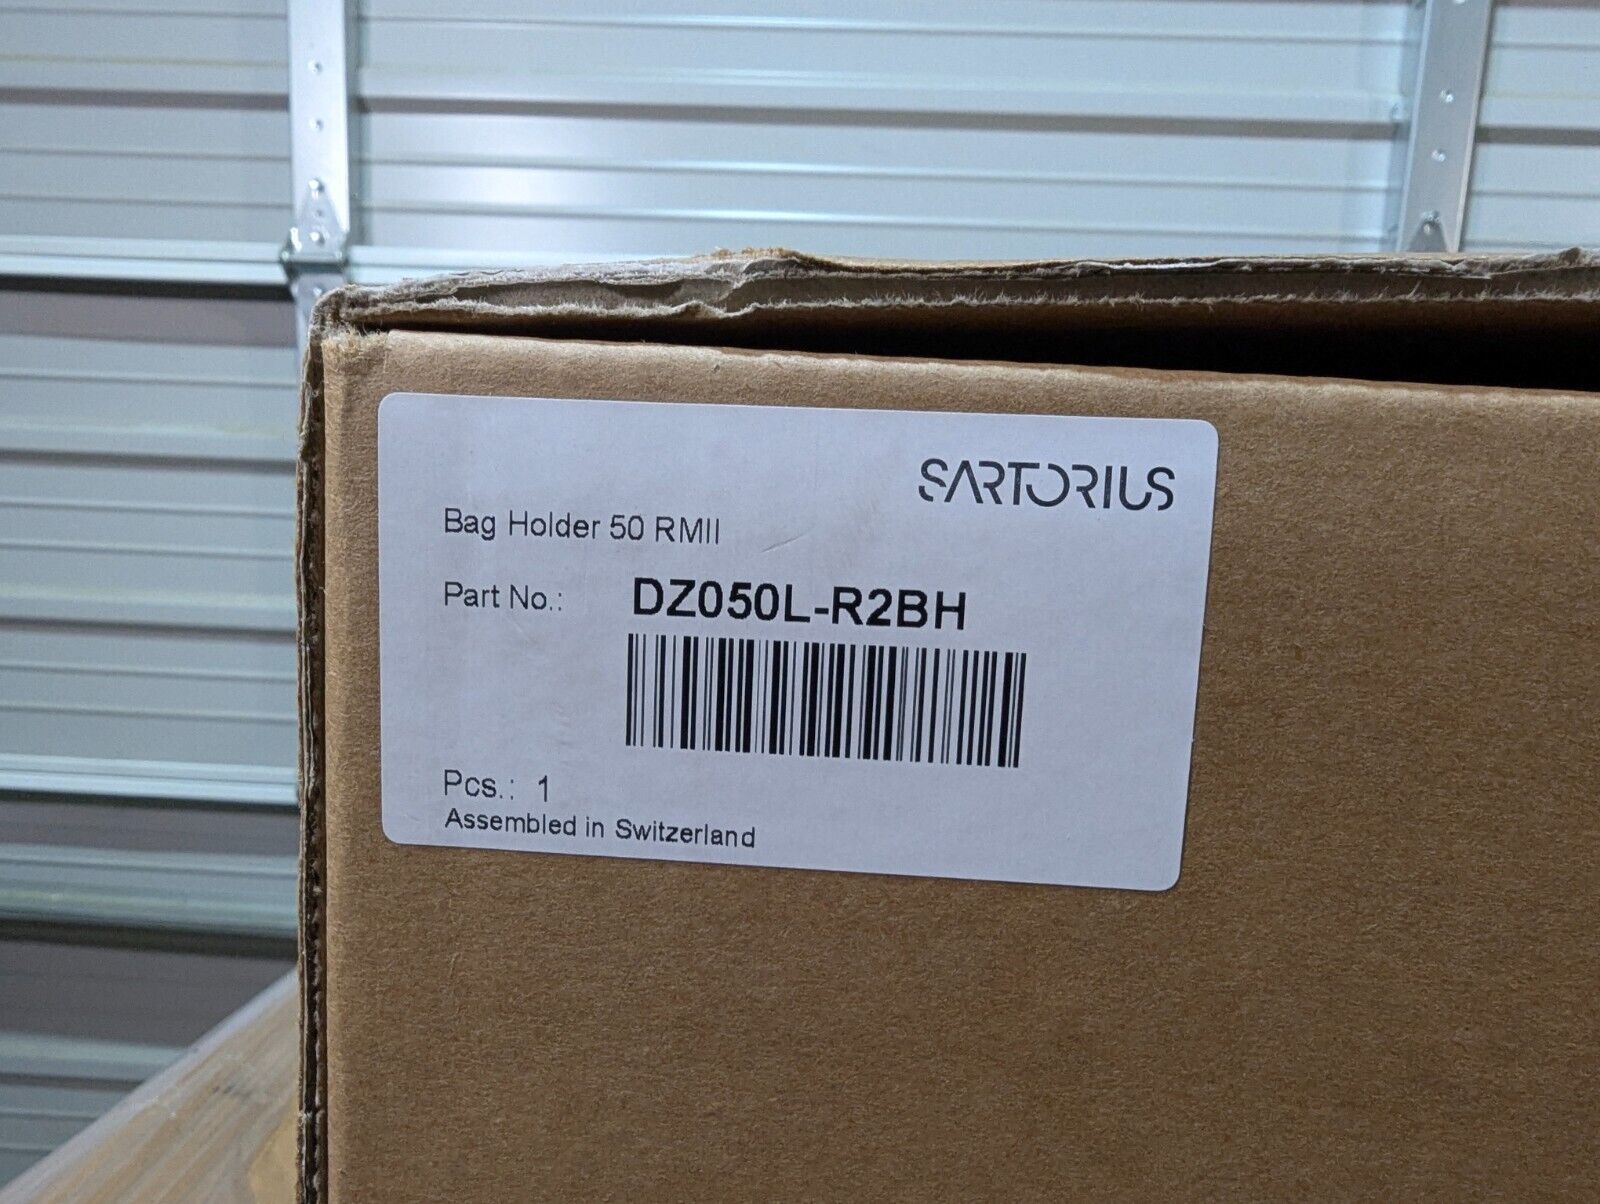 SARTORIUS
Bag Holder 50 RMII
Part No.: DZ050L-R2BH
Pcs.: 1
Assembled in Switzerland